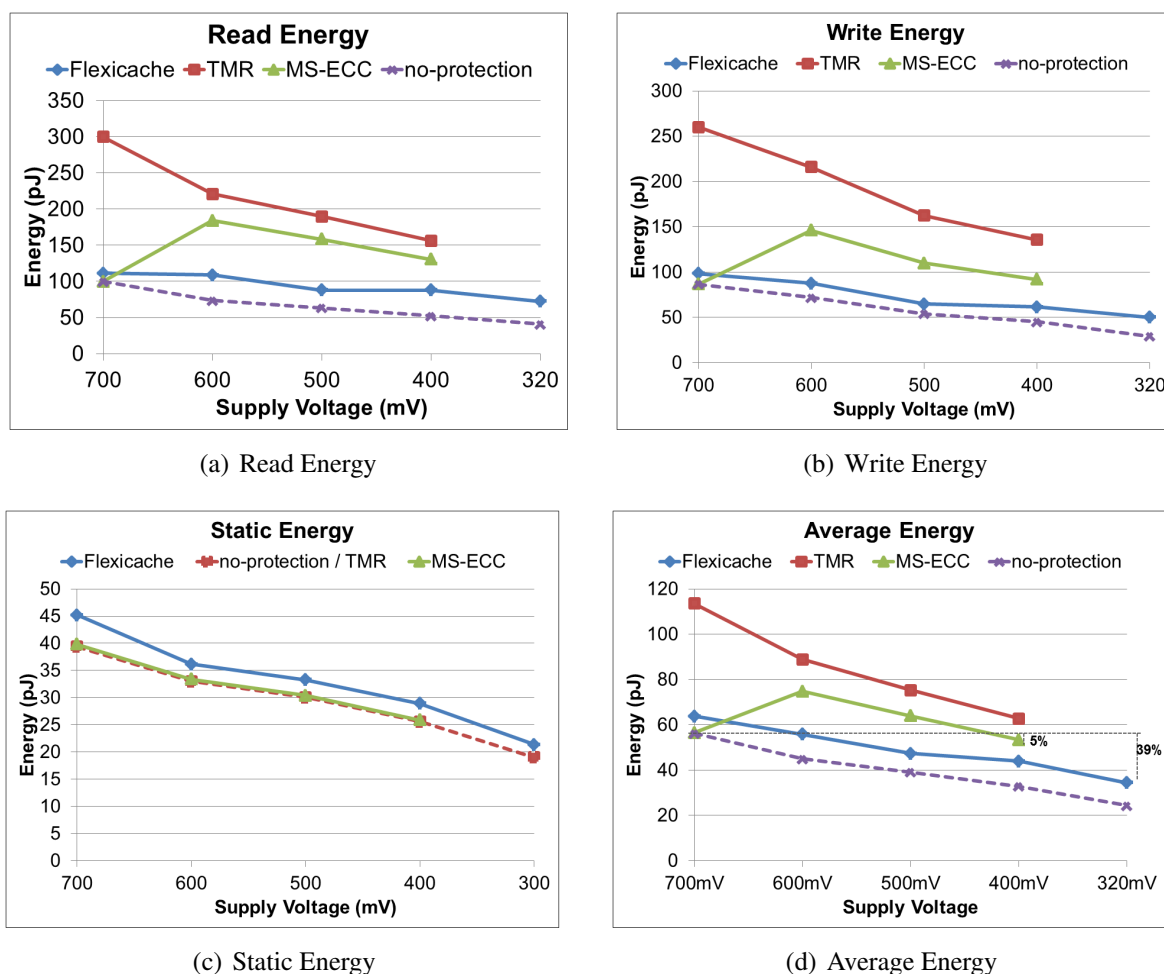 Read Energy
Flexicache TMR MS-ECC no-protection
350
300
250
200
150
100
50
0
Energy (pJ)
700 600 500 400 320
Supply Voltage (mV)
(a) Read Energy
Write Energy
Flexicache TMR MS-ECC no-protection
300
250
200
150
100
50
0
Energy (pJ)
700 600 500 400 320
Supply Voltage (mV)
(b) Write Energy
Static Energy
Flexicache no-protection / TMR MS-ECC
50
45
40
35
30
25
20
15
10
5
0
Energy (pJ)
700 600 500 400 300
Supply Voltage (mV)
(c) Static Energy
Average Energy
Flexicache TMR MS-ECC no-protection
120
100
80
60
40
20
0
Energy (pJ)
5%
39%
700mV 600mV 500mV 400mV 320mV
Supply Voltage
(d) Average Energy